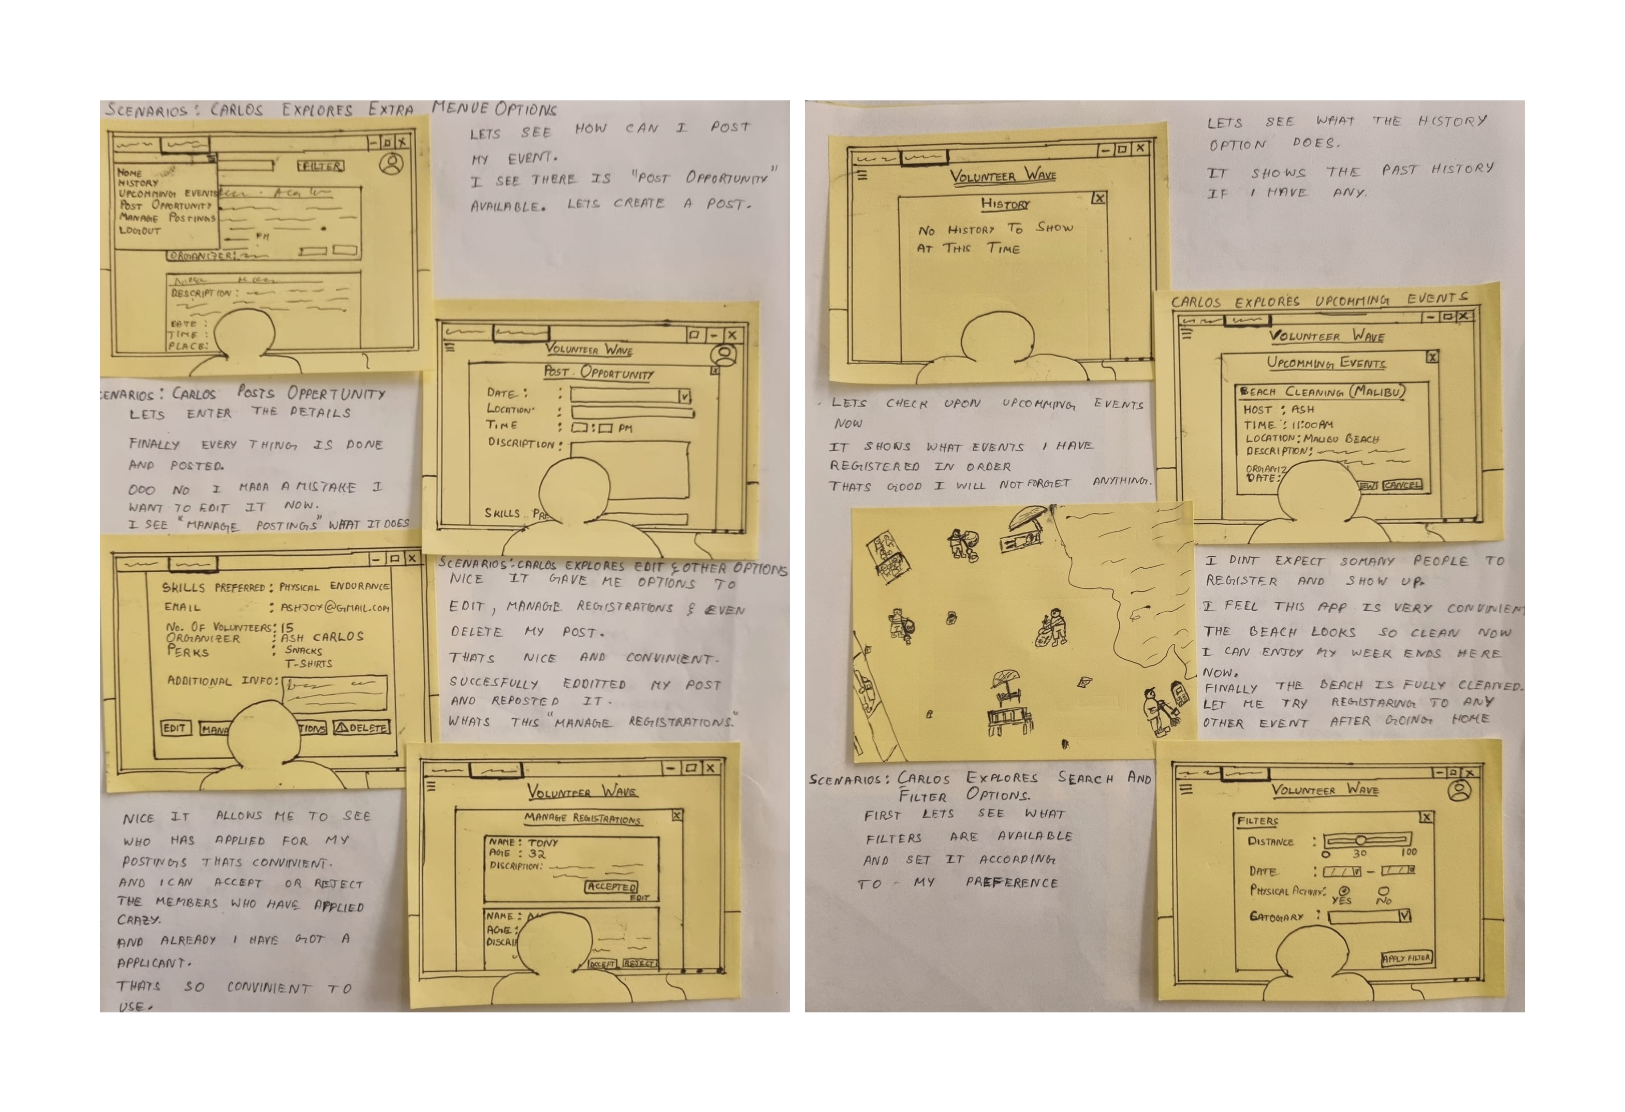 SCENARIOS: CARLOS EXPLORES EXTRA MENUE OPTIONS
FILTER
HOME
HISTORY
UPCOMMING EVENTS
POST OPPORTUNITY
MANAGE POSTINGS
LOGOUT
PM
ORGANIZER:
DESCRIPTION:
DATE:
TIME:
PLACE:
LETS SEE HOW CAN I POST
MY EVENT.
I SEE THERE IS "POST OPPORTUNITY"
AVAILABLE. LETS CREATE A POST.
CENARIOS: CARLOS POSTS OPPERTUNITY
LETS ENTER THE DETAILS
FINALLY EVERY THING IS DONE
AND POSTED.
OOO NO I MADA A MISTAKE I
WANT TO EDIT IT NOW.
I SEE "MANAGE POSTINGS" WHAT IT DOES
VOLUNTEER WAVE
POST OPPORTUNITY
DATE :
LOCATION :
TIME : : PM
DISCRIPTION :
SKILLS PRE
SKILLS PREFERRED : PHYSICAL ENDURANCE
EMAIL : ASHJOY@GMAIL.COM
NO. OF VOLUNTEERS: 15
ORGANIZER : ASH CARLOS
PERKS : SNACKS
T-SHIRTS
ADDITIONAL INFO:
EDIT MANA TIONS DELETE
SCENARIOS: CARLOS EXPLORES EDIT & OTHER OPTIONS
NICE IT GAVE ME OPTIONS TO
EDIT, MANAGE REGISTRATIONS & EVEN
DELETE MY POST.
THATS NICE AND CONVINIENT.
SUCCESFULLY EDDITTED MY POST
AND REPOSTED IT.
WHATS THIS "MANAGE REGISTRATIONS."
NICE IT ALLOWS ME TO SEE
WHO HAS APPLIED FOR MY
POSTINGS THATS CONVINIENT.
AND I CAN ACCEPT OR REJECT
THE MEMBERS WHO HAVE APPLIED
CRAZY.
AND ALREADY I HAVE GOT A
APPLICANT.
THATS SO CONVINIENT TO
USE.
VOLUNTEER WAVE
MANAGE REGISTRATIONS
NAME : TONY
AGE : 32
DISCRIPTION:
ACCEPTED
EDIT
NAME : A
AGE :
DISCRI
ACCEPT REJECT
VOLUNTEER WAVE
HISTORY
NO HISTORY TO SHOW
AT THIS TIME
LETS SEE WHAT THE HISTORY
OPTION DOES.
IT SHOWS THE PAST HISTORY
IF I HAVE ANY.
LETS CHECK UPON UPCOMMING EVENTS
NOW
IT SHOWS WHAT EVENTS I HAVE
REGISTERED IN ORDER
THATS GOOD I WILL NOT FORGET ANYTHING.
CARLOS EXPLORES UPCOMMING EVENTS
VOLUNTEER WAVE
UPCOMMING EVENTS
BEACH CLEANING (MALIBU)
HOST : ASH
TIME : 11:00AM
LOCATION: MALIBU BEACH
DESCRIPTION:
ORGANIZ
DATE:
EW CANCEL
I DINT EXPECT SOMANY PEOPLE TO
REGISTER AND SHOW UP.
I FEEL THIS APP IS VERY CONVINIENT
THE BEACH LOOKS SO CLEAN NOW
I CAN ENJOY MY WEEK ENDS HERE
NOW.
FINALLY THE BEACH IS FULLY CLEANED.
LET ME TRY REGISTARING TO ANY
OTHER EVENT AFTER GOING HOME
SCENARIOS: CARLOS EXPLORES SEARCH AND
FILTER OPTIONS.
FIRST LETS SEE WHAT
FILTERS ARE AVAILABLE
AND SET IT ACCORDING
TO - MY PREFERENCE
VOLUNTEER WAVE
FILTERS
DISTANCE :
0 30 100
DATE : -
PHYSICAL ACTIVITY:
YES NO
CATOGARY :
APPLY FILTER